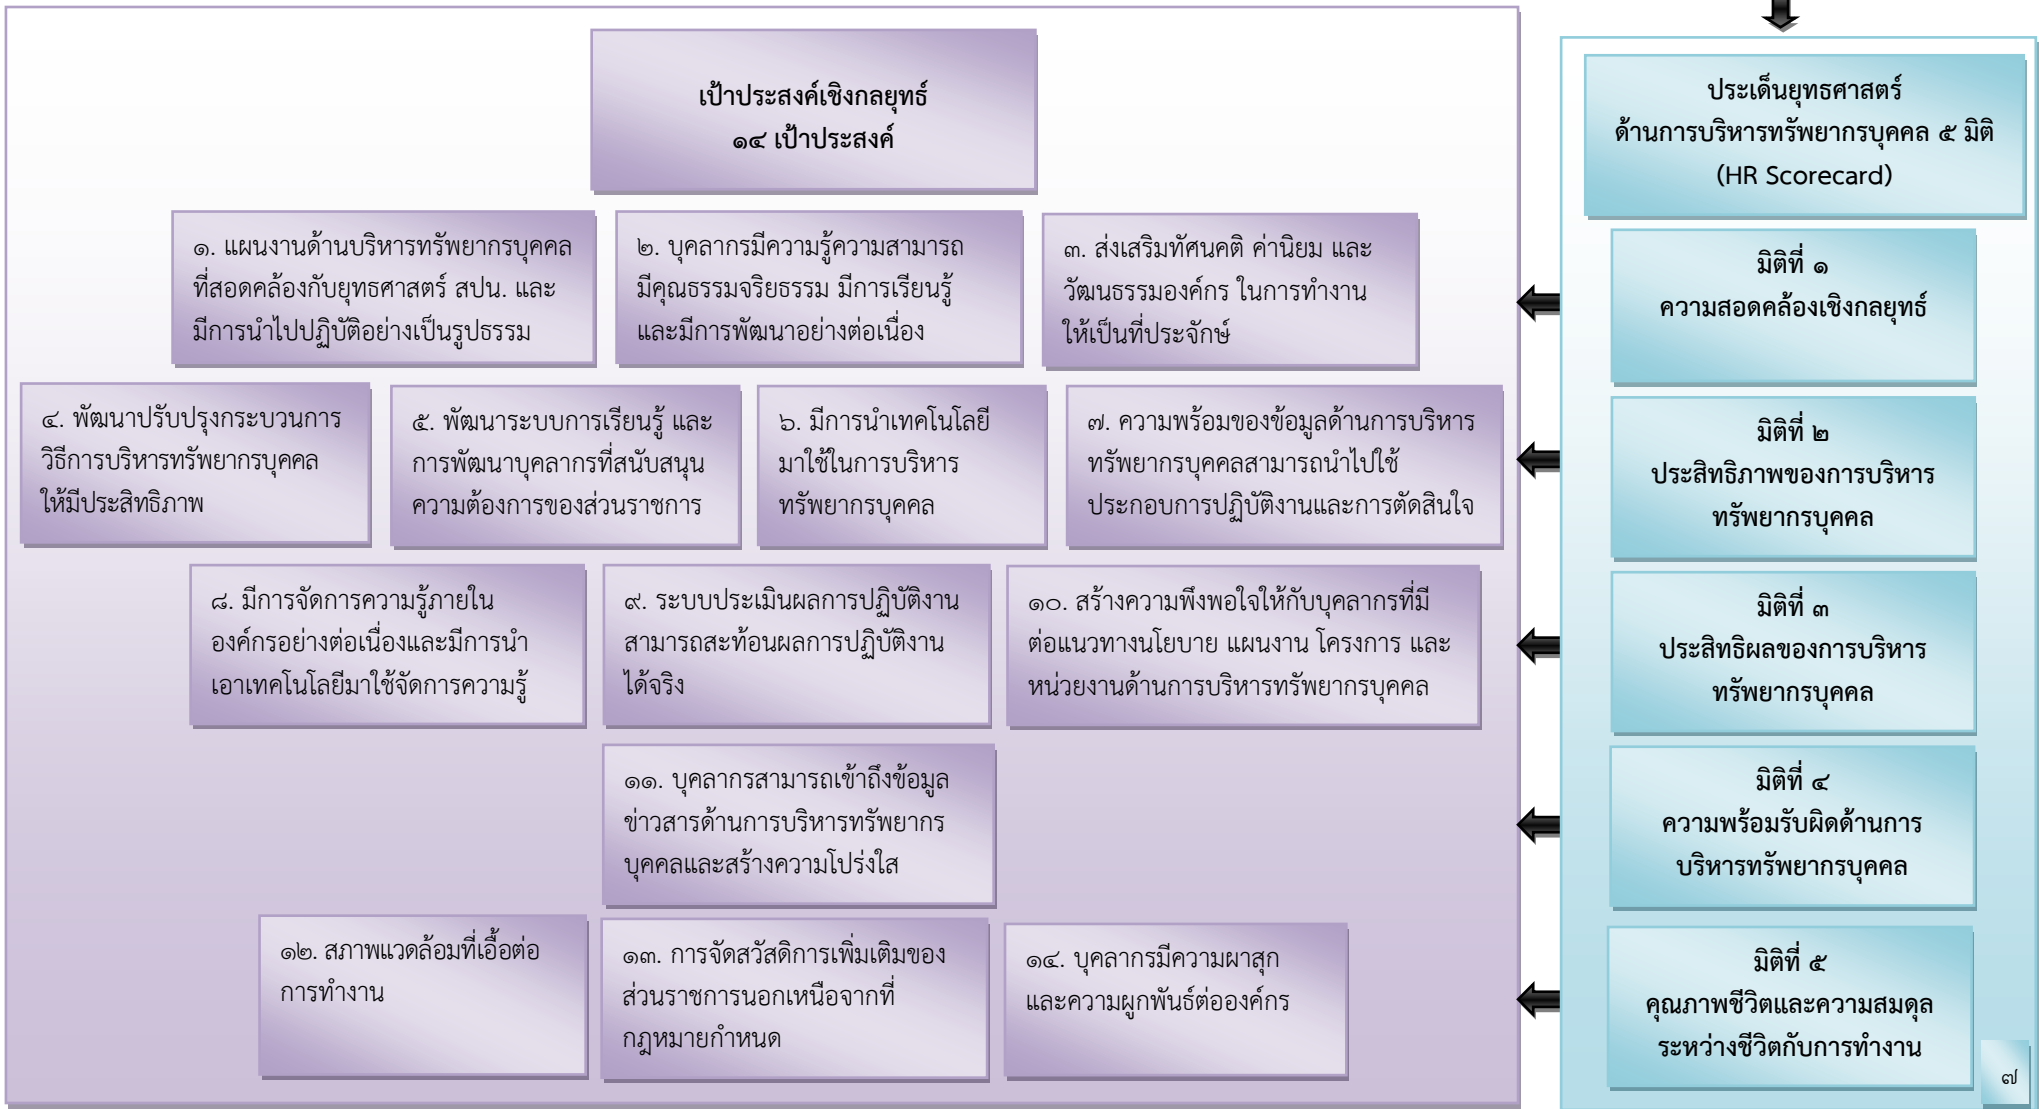 เป้าประสงค์เชิงกลยุทธ์
๑๔ เป้าประสงค์
๑. แผนงานด้านบริหารทรัพยากรบุคคล
ที่สอดคล้องกับยุทธศาสตร์ สปน. และ
มีการนำไปปฏิบัติอย่างเป็นรูปธรรม
๒. บุคลากรมีความรู้ความสามารถ
มีคุณธรรมจริยธรรม มีการเรียนรู้
และมีการพัฒนาอย่างต่อเนื่อง
๓. ส่งเสริมทัศนคติ ค่านิยม และ
วัฒนธรรมองค์กร ในการทำงาน
ให้เป็นที่ประจักษ์
๔. พัฒนาปรับปรุงกระบวนการ
วิธีการบริหารทรัพยากรบุคคล
ให้มีประสิทธิภาพ
๕. พัฒนาระบบการเรียนรู้ และ
การพัฒนาบุคลากรที่สนับสนุน
ความต้องการของส่วนราชการ
๖. มีการนำเทคโนโลยี
มาใช้ในการบริหาร
ทรัพยากรบุคคล
๗. ความพร้อมของข้อมูลด้านการบริหาร
ทรัพยากรบุคคลสามารถนำไปใช้
ประกอบการปฏิบัติงานและการตัดสินใจ
๘. มีการจัดการความรู้ภายใน
องค์กรอย่างต่อเนื่องและมีการนำ
เอาเทคโนโลยีมาใช้จัดการความรู้
๙. ระบบประเมินผลการปฏิบัติงาน
สามารถสะท้อนผลการปฏิบัติงาน
ได้จริง
๑๐. สร้างความพึงพอใจให้กับบุคลากรที่มี
ต่อแนวทางนโยบาย แผนงาน โครงการ และ
หน่วยงานด้านการบริหารทรัพยากรบุคคล
๑๑. บุคลากรสามารถเข้าถึงข้อมูล
ข่าวสารด้านการบริหารทรัพยากร
บุคคลและสร้างความโปร่งใส
๑๒. สภาพแวดล้อมที่เอื้อต่อ
การทำงาน
๑๓. การจัดสวัสดิการเพิ่มเติมของ
ส่วนราชการนอกเหนือจากที่
กฎหมายกำหนด
๑๔. บุคลากรมีความผาสุก
และความผูกพันธ์ต่อองค์กร
ประเด็นยุทธศาสตร์
ด้านการบริหารทรัพยากรบุคคล ๕ มิติ
(HR Scorecard)
มิติที่ ๑
ความสอดคล้องเชิงกลยุทธ์
มิติที่ ๒
ประสิทธิภาพของการบริหาร
ทรัพยากรบุคคล
มิติที่ ๓
ประสิทธิผลของการบริหาร
ทรัพยากรบุคคล
มิติที่ ๔
ความพร้อมรับผิดด้านการ
บริหารทรัพยากรบุคคล
มิติที่ ๕
คุณภาพชีวิตและความสมดุล
ระหว่างชีวิตกับการทำงาน
๗